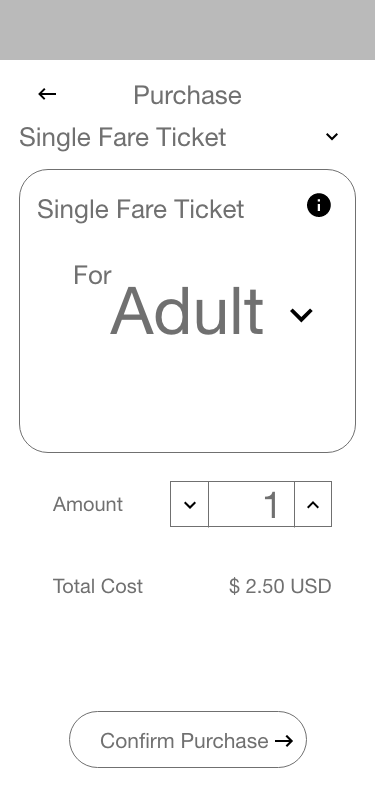 Purchase
Single Fare Ticket
Single Fare Ticket
For
Adult
Amount
1
Total Cost
$ 2.50 USD
Confirm Purchase